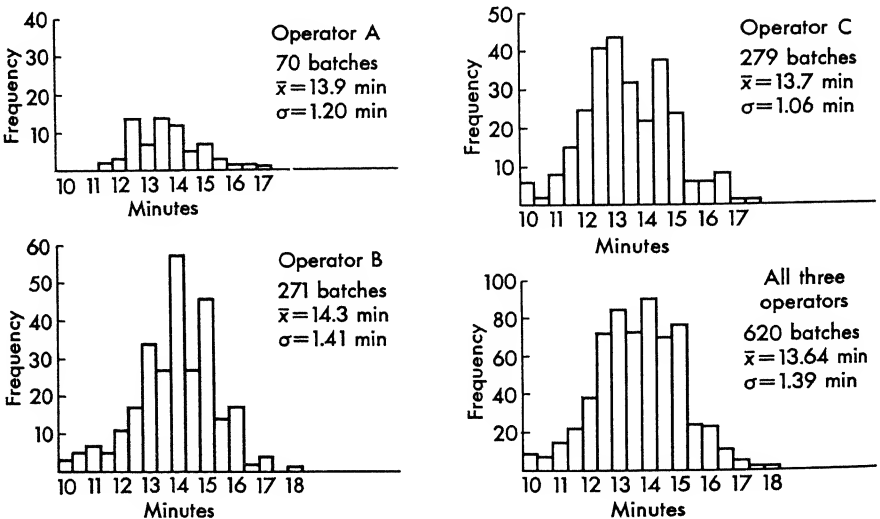 40
30
20
10
Frequency
Operator A
70 batches
x̄=13.9 min
σ=1.20 min
10 11 12 13 14 15 16 17
Minutes
50
40
30
20
10
Frequency
Operator C
279 batches
x̄=13.7 min
σ=1.06 min
10 11 12 13 14 15 16 17
Minutes
60
50
40
30
20
10
Frequency
Operator B
271 batches
x̄=14.3 min
σ=1.41 min
10 11 12 13 14 15 16 17 18
Minutes
100
80
60
40
20
Frequency
All three
operators
620 batches
x̄=13.64 min
σ=1.39 min
10 11 12 13 14 15 16 17 18
Minutes